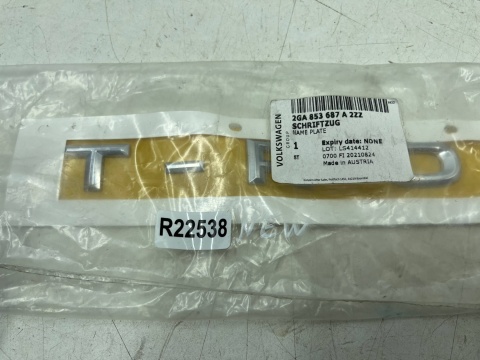 VOLKSWAGEN
GROUP
2GA 853 687 A 2ZZ
SCHRIFTZUG
NAME PLATE
1
Expiry date: NONE
LOT: LS414412
ST
0700 FI 20210824
Made in AUSTRIA
T-R
R22538